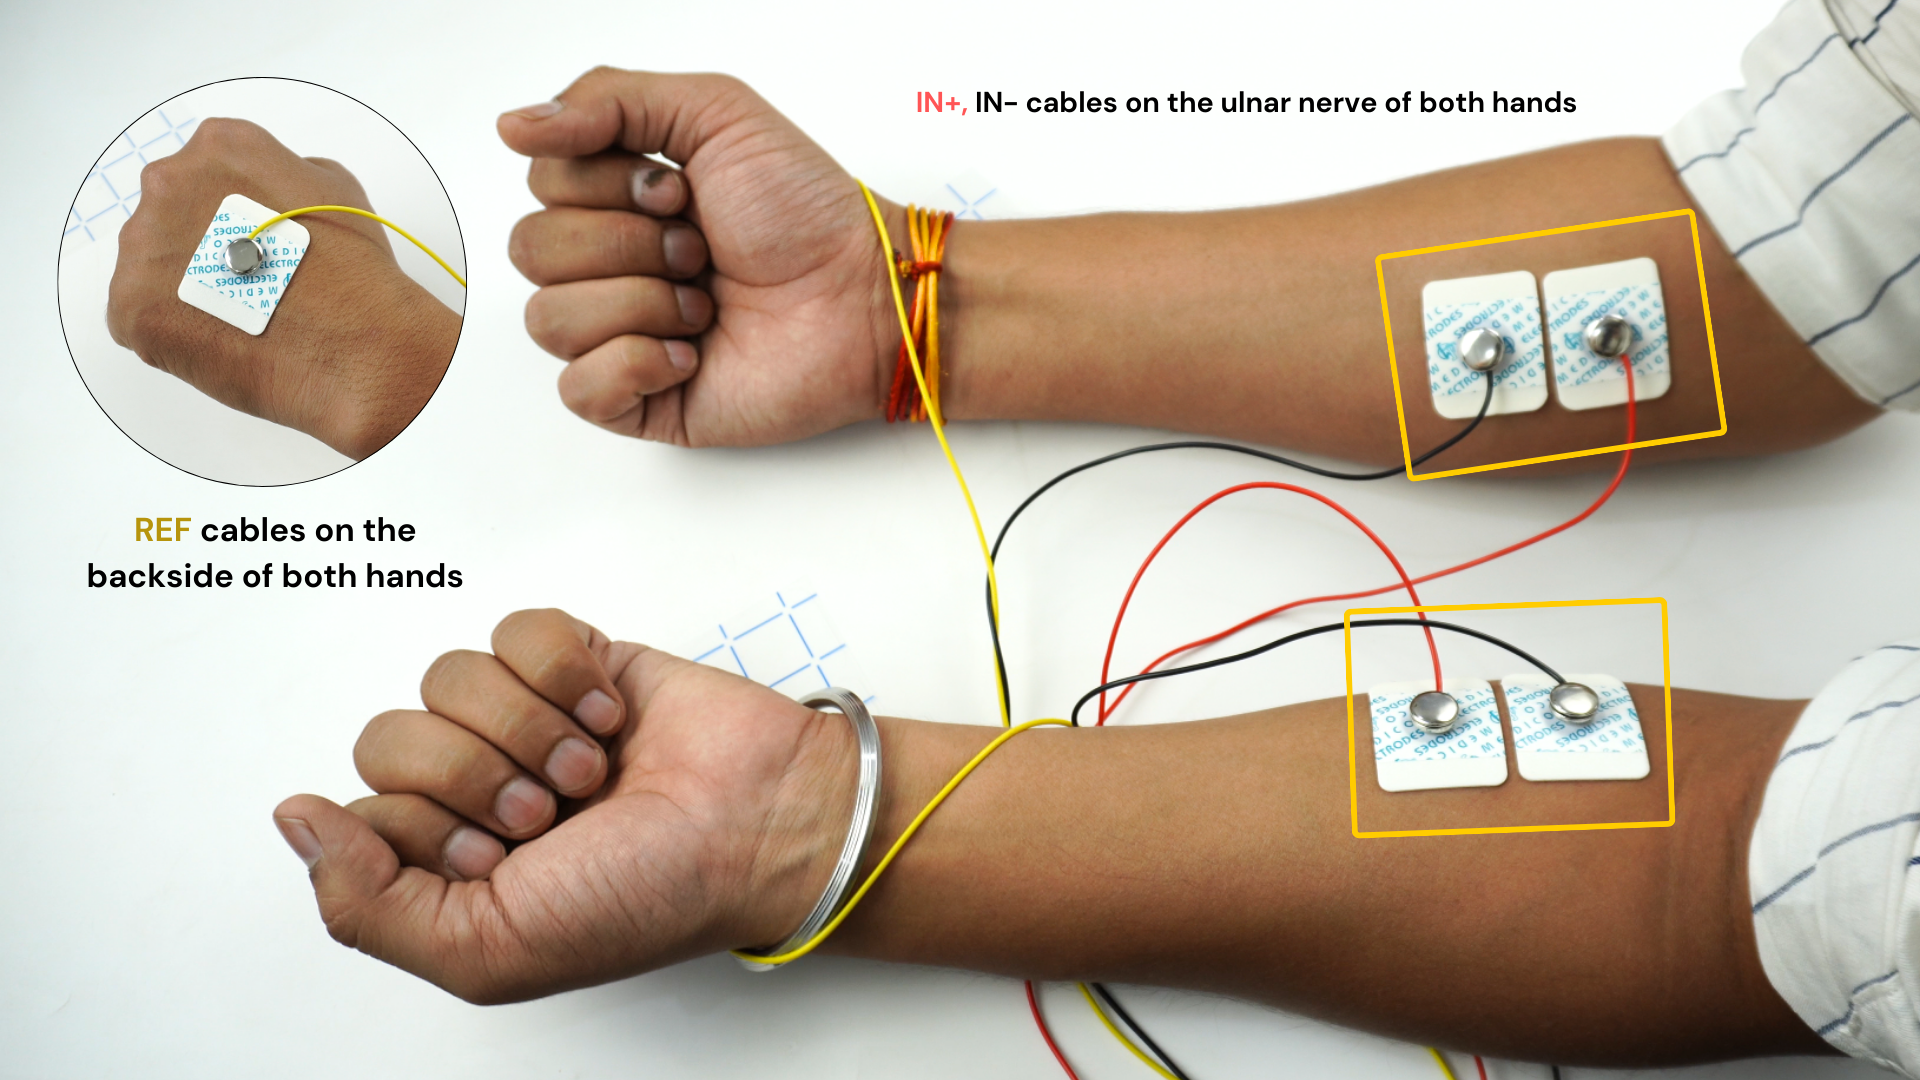 IN+, IN- cables on the ulnar nerve of both hands
REF cables on the
backside of both hands